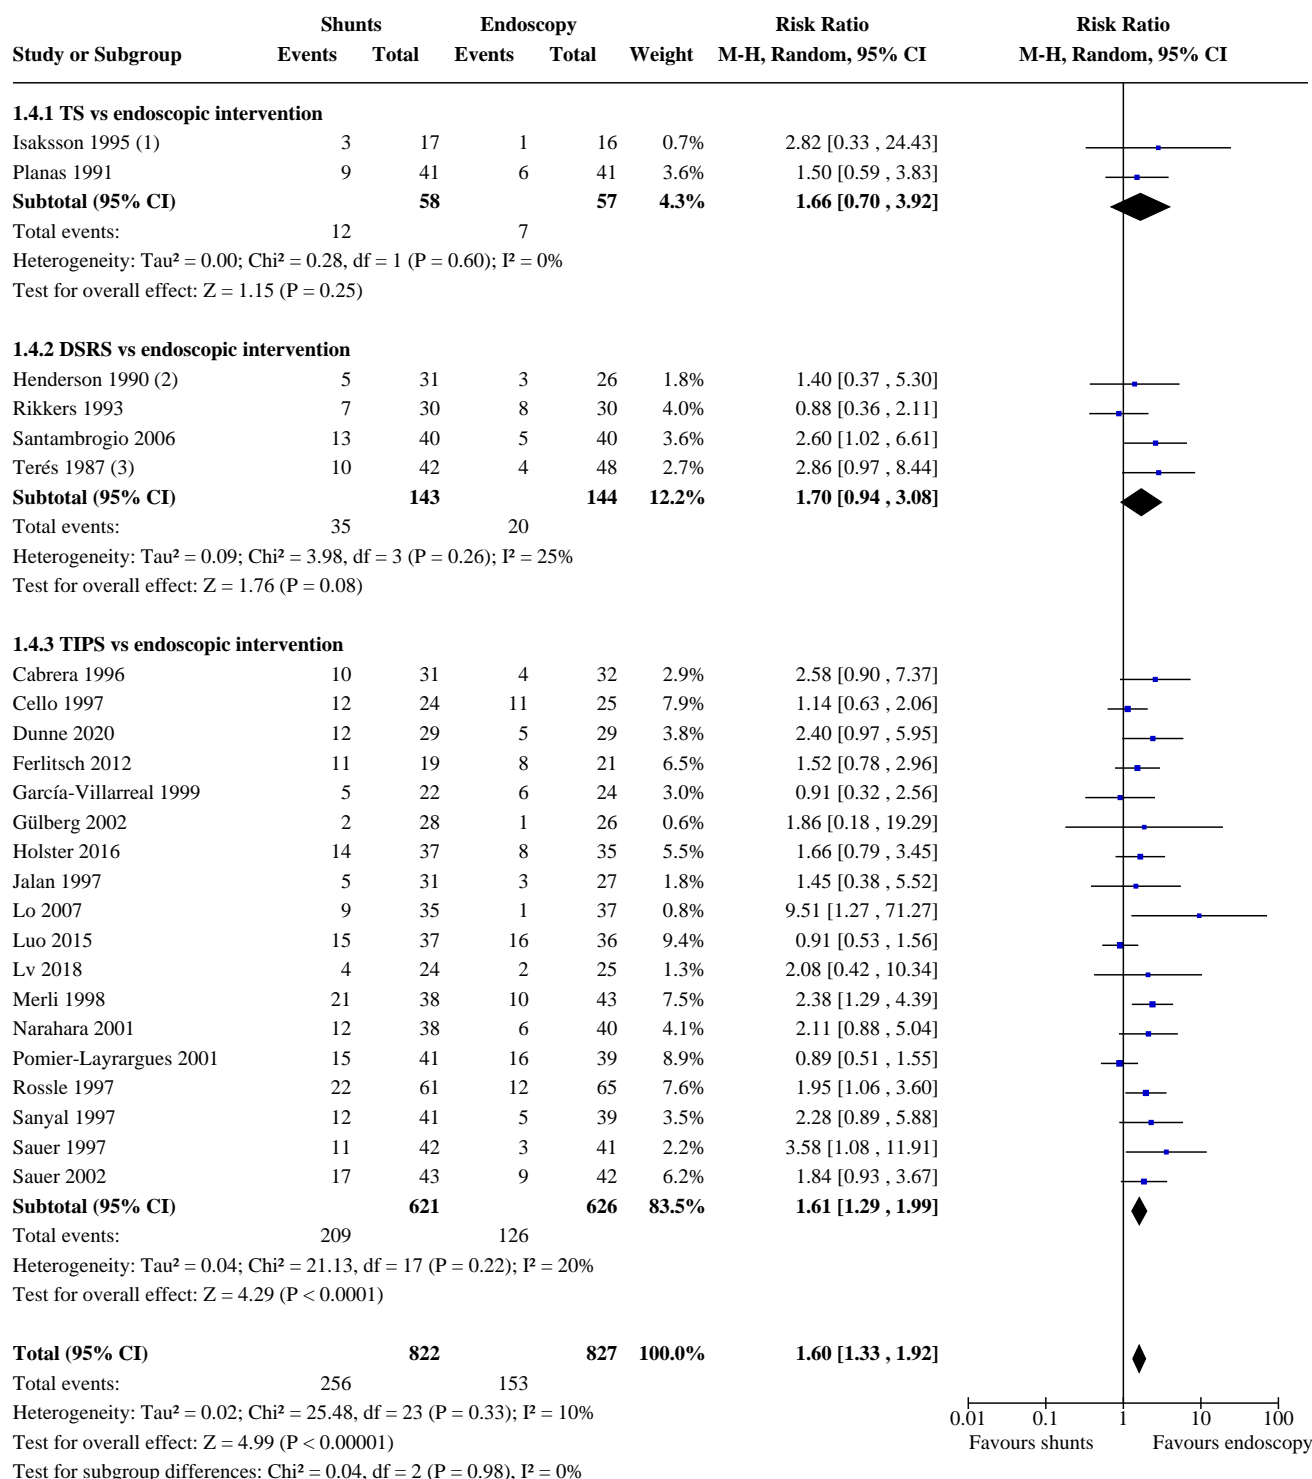 Shunts Endoscopy Risk Ratio Risk Ratio
Study or Subgroup Events Total Events Total Weight M-H, Random, 95% CI M-H, Random, 95% CI
1.4.1 TS vs endoscopic intervention
Isaksson 1995 (1) 3 17 1 16 0.7% 2.82 [0.33 , 24.43]
Planas 1991 9 41 6 41 3.6% 1.50 [0.59 , 3.83]
Subtotal (95% CI) 58 57 4.3% 1.66 [0.70 , 3.92]
Total events: 12 7
Heterogeneity: Tau² = 0.00; Chi² = 0.28, df = 1 (P = 0.60); I² = 0%
Test for overall effect: Z = 1.15 (P = 0.25)
1.4.2 DSRS vs endoscopic intervention
Henderson 1990 (2) 5 31 3 26 1.8% 1.40 [0.37 , 5.30]
Rikkers 1993 7 30 8 30 4.0% 0.88 [0.36 , 2.11]
Santambrogio 2006 13 40 5 40 3.6% 2.60 [1.02 , 6.61]
Terés 1987 (3) 10 42 4 48 2.7% 2.86 [0.97 , 8.44]
Subtotal (95% CI) 143 144 12.2% 1.70 [0.94 , 3.08]
Total events: 35 20
Heterogeneity: Tau² = 0.09; Chi² = 3.98, df = 3 (P = 0.26); I² = 25%
Test for overall effect: Z = 1.76 (P = 0.08)
1.4.3 TIPS vs endoscopic intervention
Cabrera 1996 10 31 4 32 2.9% 2.58 [0.90 , 7.37]
Cello 1997 12 24 11 25 7.9% 1.14 [0.63 , 2.06]
Dunne 2020 12 29 5 29 3.8% 2.40 [0.97 , 5.95]
Ferlitsch 2012 11 19 8 21 6.5% 1.52 [0.78 , 2.96]
García-Villarreal 1999 5 22 6 24 3.0% 0.91 [0.32 , 2.56]
Gülberg 2002 2 28 1 26 0.6% 1.86 [0.18 , 19.29]
Holster 2016 14 37 8 35 5.5% 1.66 [0.79 , 3.45]
Jalan 1997 5 31 3 27 1.8% 1.45 [0.38 , 5.52]
Lo 2007 9 35 1 37 0.8% 9.51 [1.27 , 71.27]
Luo 2015 15 37 16 36 9.4% 0.91 [0.53 , 1.56]
Lv 2018 4 24 2 25 1.3% 2.08 [0.42 , 10.34]
Merli 1998 21 38 10 43 7.5% 2.38 [1.29 , 4.39]
Narahara 2001 12 38 6 40 4.1% 2.11 [0.88 , 5.04]
Pomier-Layrargues 2001 15 41 16 39 8.9% 0.89 [0.51 , 1.55]
Rossle 1997 22 61 12 65 7.6% 1.95 [1.06 , 3.60]
Sanyal 1997 12 41 5 39 3.5% 2.28 [0.89 , 5.88]
Sauer 1997 11 42 3 41 2.2% 3.58 [1.08 , 11.91]
Sauer 2002 17 43 9 42 6.2% 1.84 [0.93 , 3.67]
Subtotal (95% CI) 621 626 83.5% 1.61 [1.29 , 1.99]
Total events: 209 126
Heterogeneity: Tau² = 0.04; Chi² = 21.13, df = 17 (P = 0.22); I² = 20%
Test for overall effect: Z = 4.29 (P < 0.0001)
Total (95% CI) 822 827 100.0% 1.60 [1.33 , 1.92]
Total events: 256 153
Heterogeneity: Tau² = 0.02; Chi² = 25.48, df = 23 (P = 0.33); I² = 10%
0.01 0.1 1 10 100
Test for overall effect: Z = 4.99 (P < 0.00001) Favours shunts Favours endoscopy
Test for subgroup differences: Chi² = 0.04, df = 2 (P = 0.98), I² = 0%